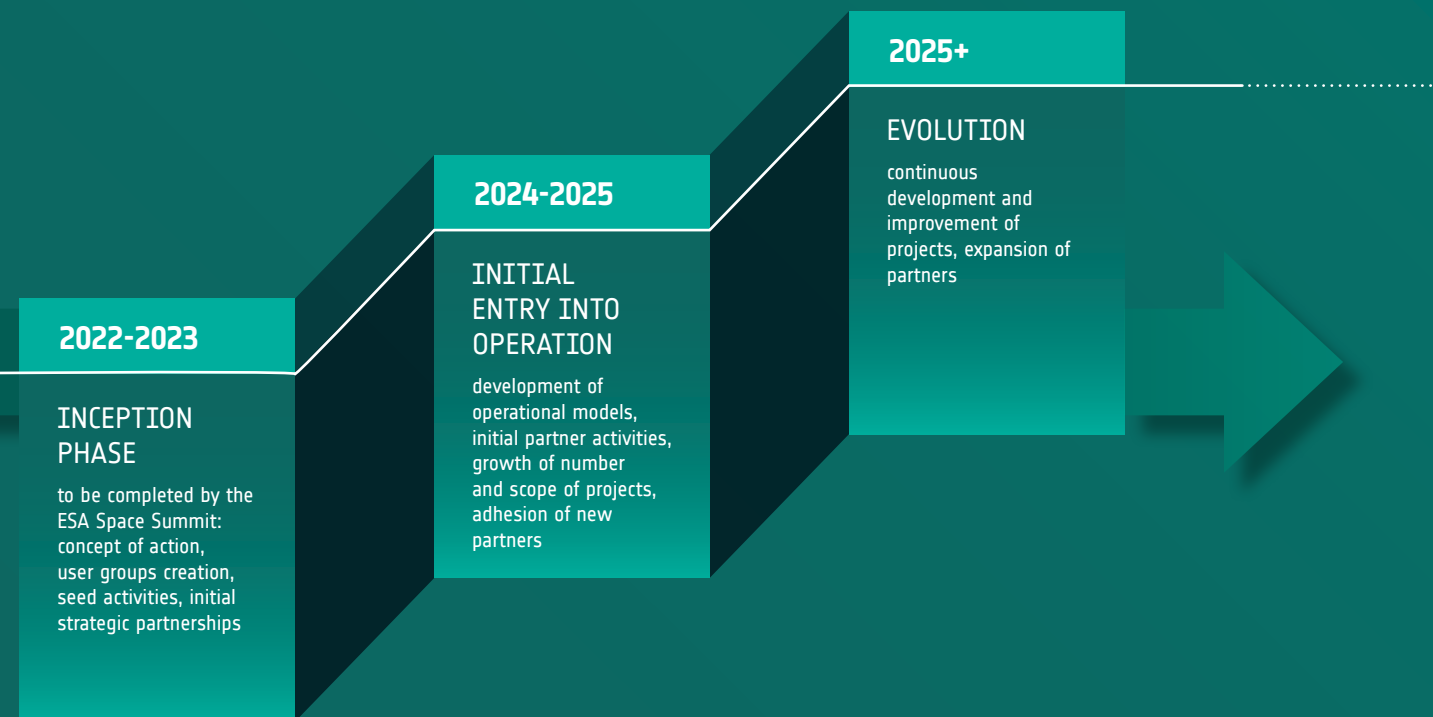 2022-2023
INCEPTION
PHASE
to be completed by the
ESA Space Summit:
concept of action,
user groups creation,
seed activities, initial
strategic partnerships
2024-2025
INITIAL
ENTRY INTO
OPERATION
development of
operational models,
initial partner activities,
growth of number
and scope of projects,
adhesion of new
partners
2025+
EVOLUTION
continuous
development and
improvement of
projects, expansion of
partners